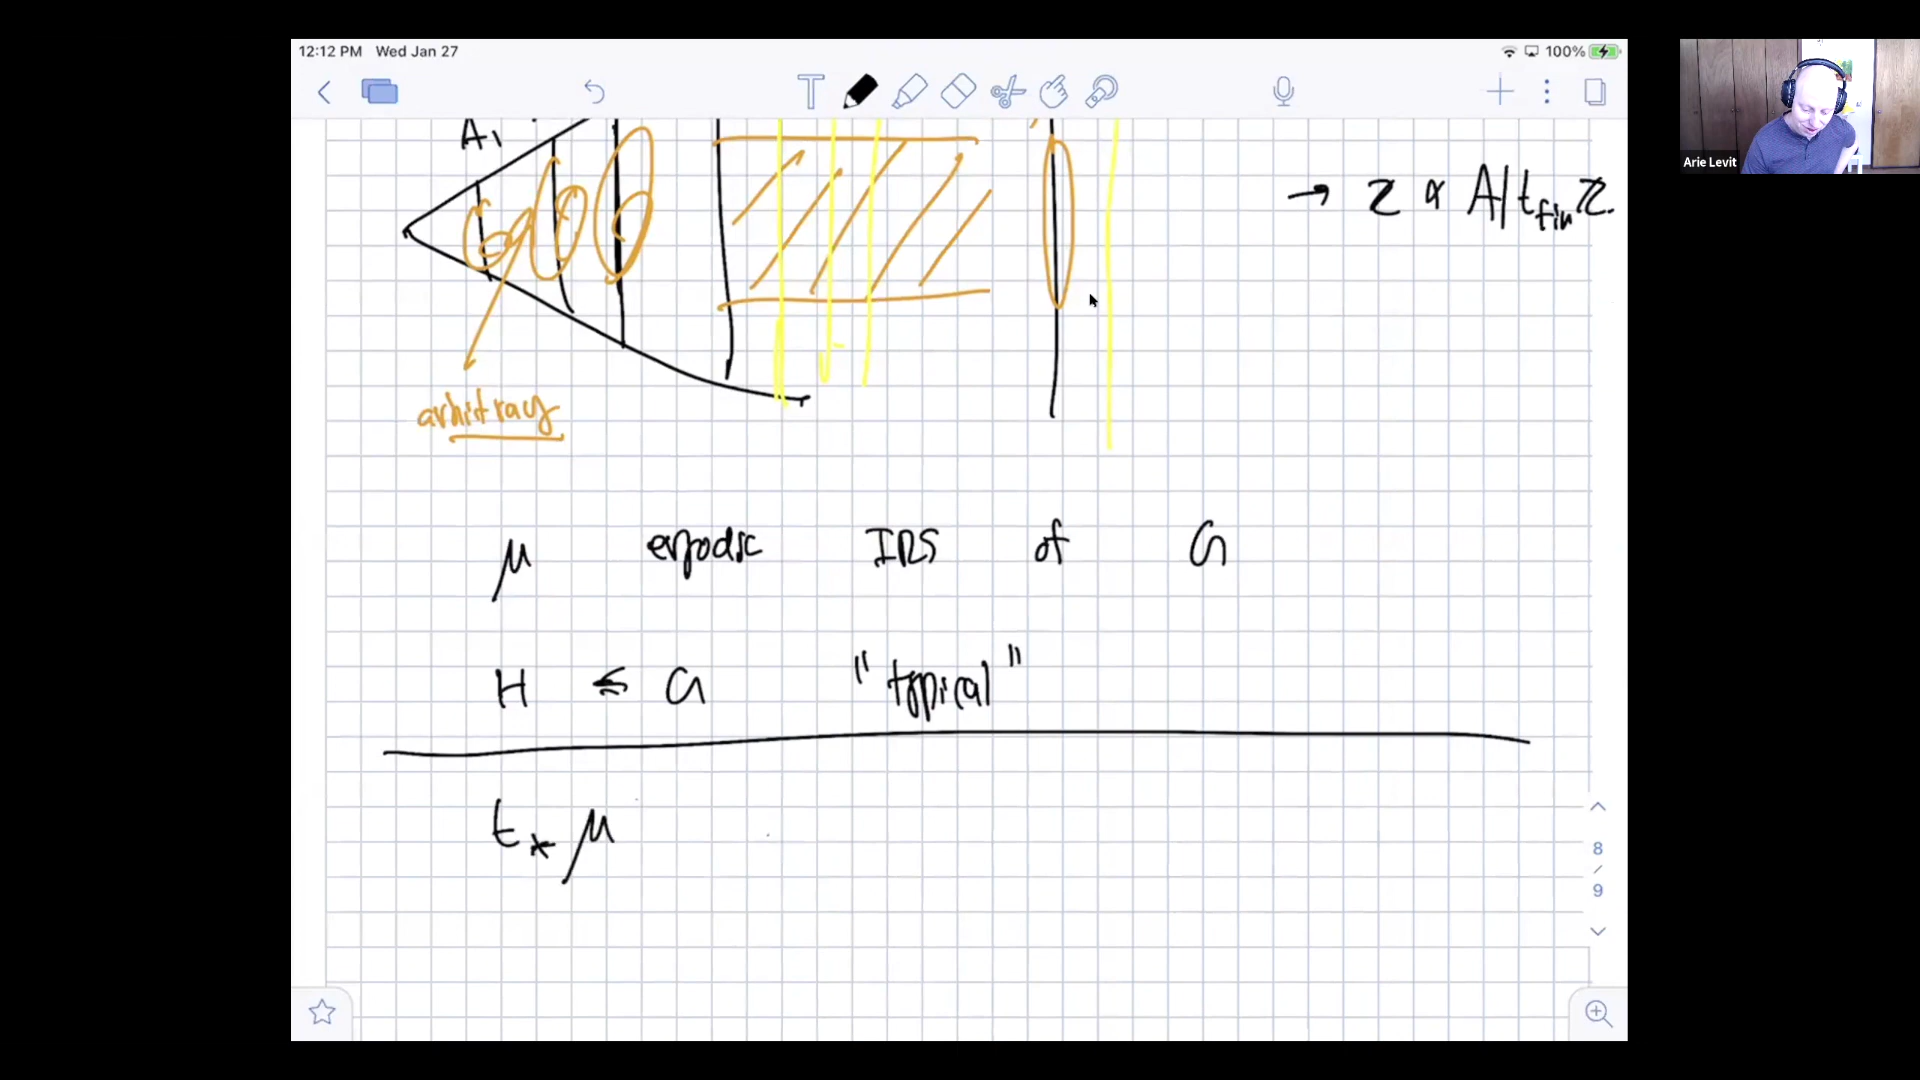 12:12 PM Wed Jan 27
100%
Arie Levit
A₁
→ Z ∝ Alt_fin Z.
arbitrary
μ ergodic IRS of G
H ≤ G "typical"
t_* μ
8
/
9